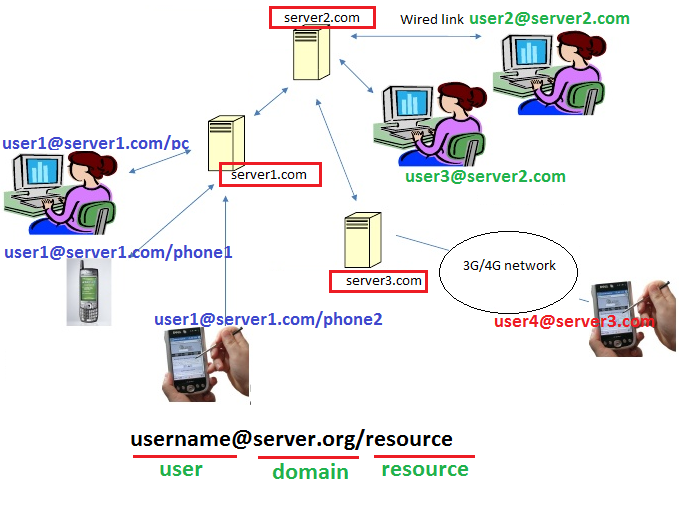 server2.com
Wired link user2@server2.com
user1@server1.com/pc
server1.com
user3@server2.com
user1@server1.com/phone1
3G/4G network
server3.com
user1@server1.com/phone2
user4@server3.com
username@server.org/resource
user domain resource